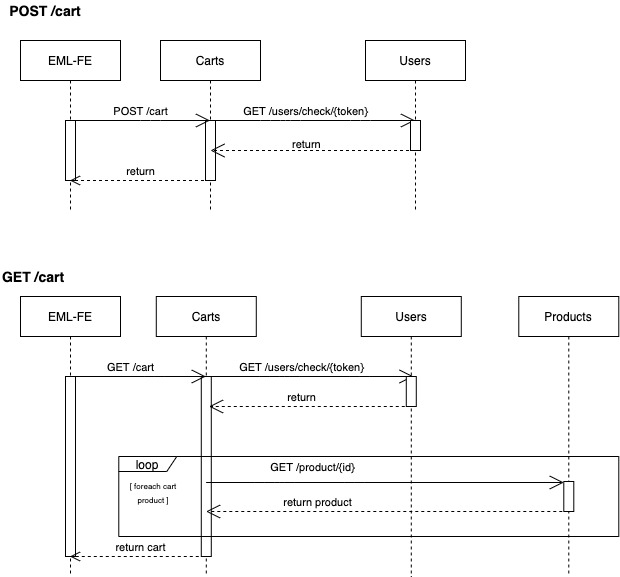 POST /cart
EML-FE
Carts
Users
POST /cart
GET /users/check/{token}
return
return
GET /cart
EML-FE
Carts
Users
Products
GET /cart
GET /users/check/{token}
return
loop
GET /product/{id}
[ foreach cart
product ]
return product
return cart